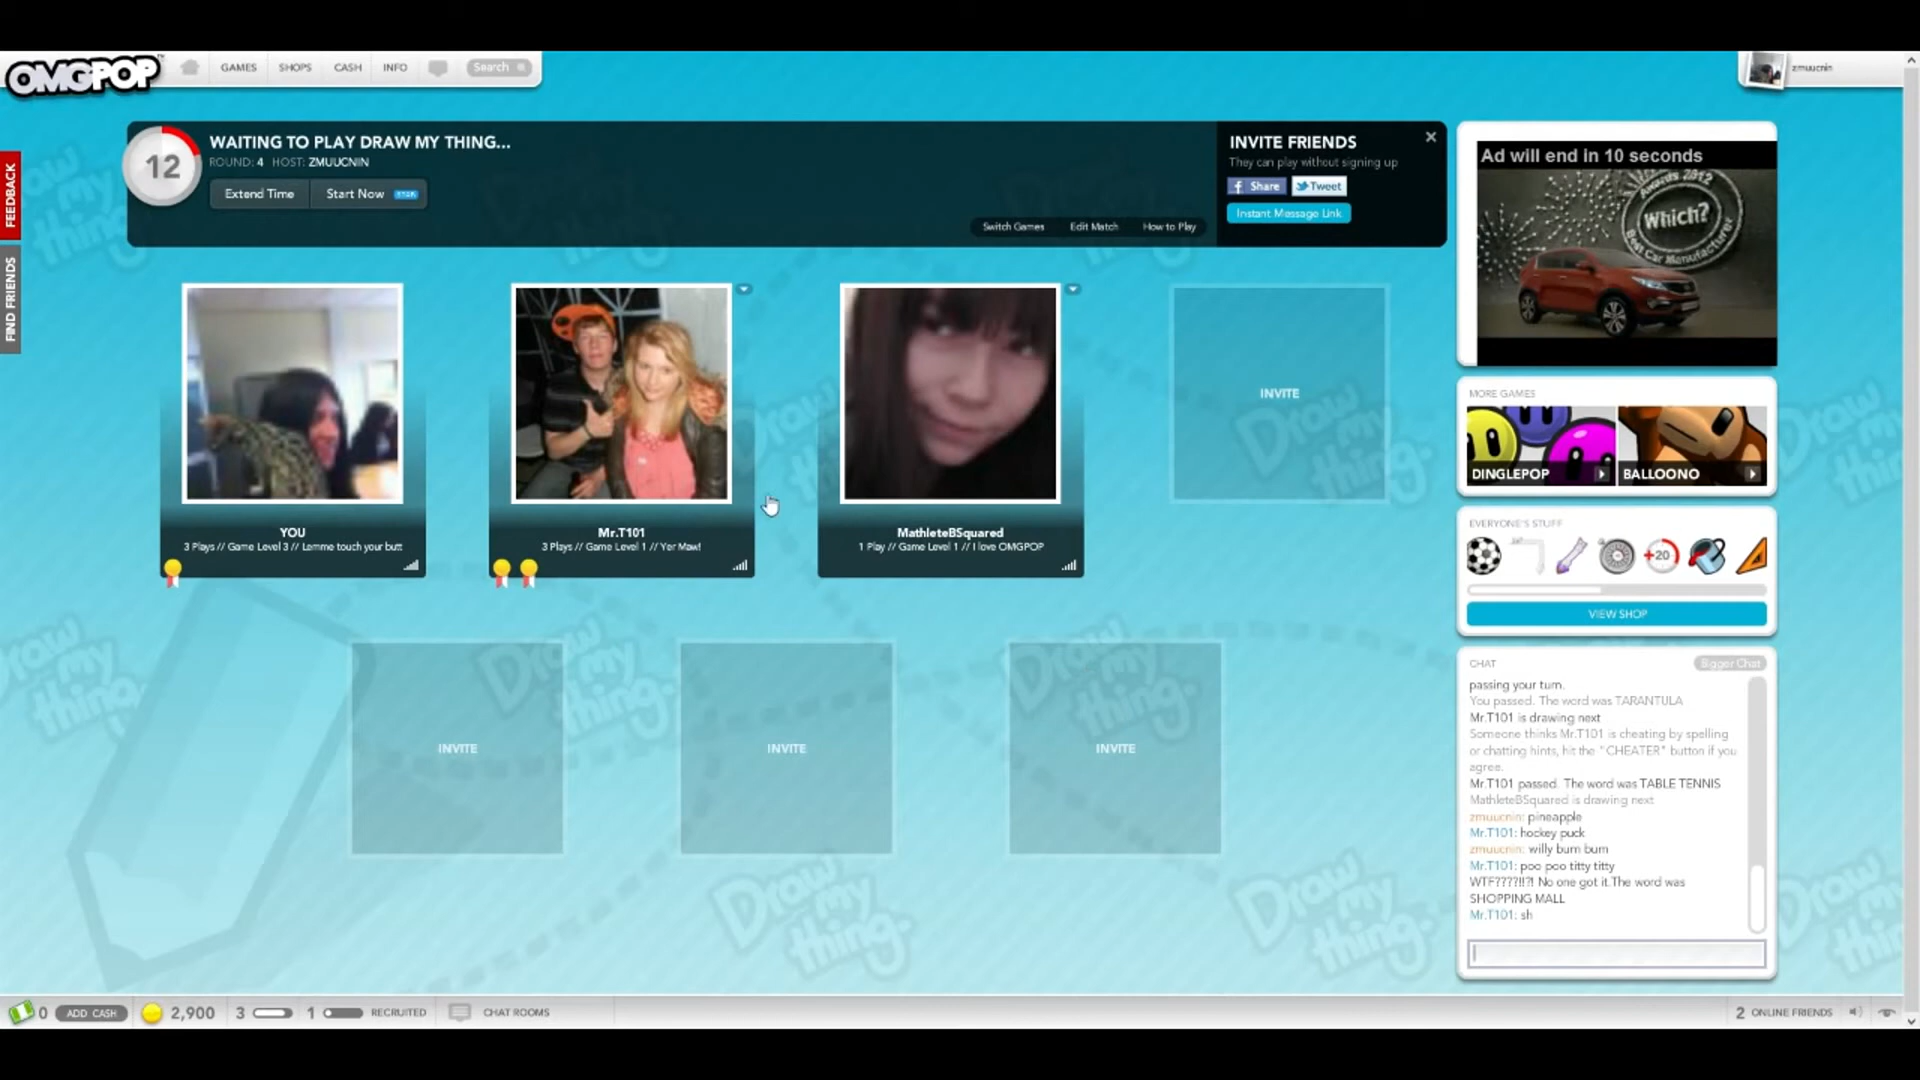 OMGPOP
GAMES
SHOPS
CASH
INFO
Search
zmuucnin
FEEDBACK
FIND FRIENDS
12
WAITING TO PLAY DRAW MY THING...
ROUND: 4 HOST: ZMUUCNIN
Extend Time
Start Now
Switch Games
Edit Match
How to Play
INVITE FRIENDS
They can play without signing up
Share
Tweet
Instant Message Link
Ad will end in 10 seconds
Awards 2012
Which?
Best Car Manufacturer
YOU
3 Plays // Game Level 3 // Lemme touch your butt
Mr.T101
3 Plays // Game Level 1 // Yer Maw!
MathleteBSquared
1 Play // Game Level 1 // I love OMGPOP
INVITE
INVITE
INVITE
INVITE
MORE GAMES
DINGLEPOP
BALLOONO
EVERYONE'S STUFF
+20
VIEW SHOP
CHAT
Bigger Chat
passing your turn.
You passed. The word was TARANTULA
Mr.T101 is drawing next
Someone thinks Mr.T101 is cheating by spelling
or chatting hints, hit the "CHEATER" button if you
agree.
Mr.T101 passed. The word was TABLE TENNIS
MathleteBSquared is drawing next
zmuucnin: pineapple
Mr.T101: hockey puck
zmuucnin: willy bum bum
Mr.T101: poo poo titty titty
WTF????!!?! No one got it.The word was
SHOPPING MALL
Mr.T101: sh
Draw my thing
0
ADD CASH
2,900
3
1
RECRUITED
CHAT ROOMS
2 ONLINE FRIENDS